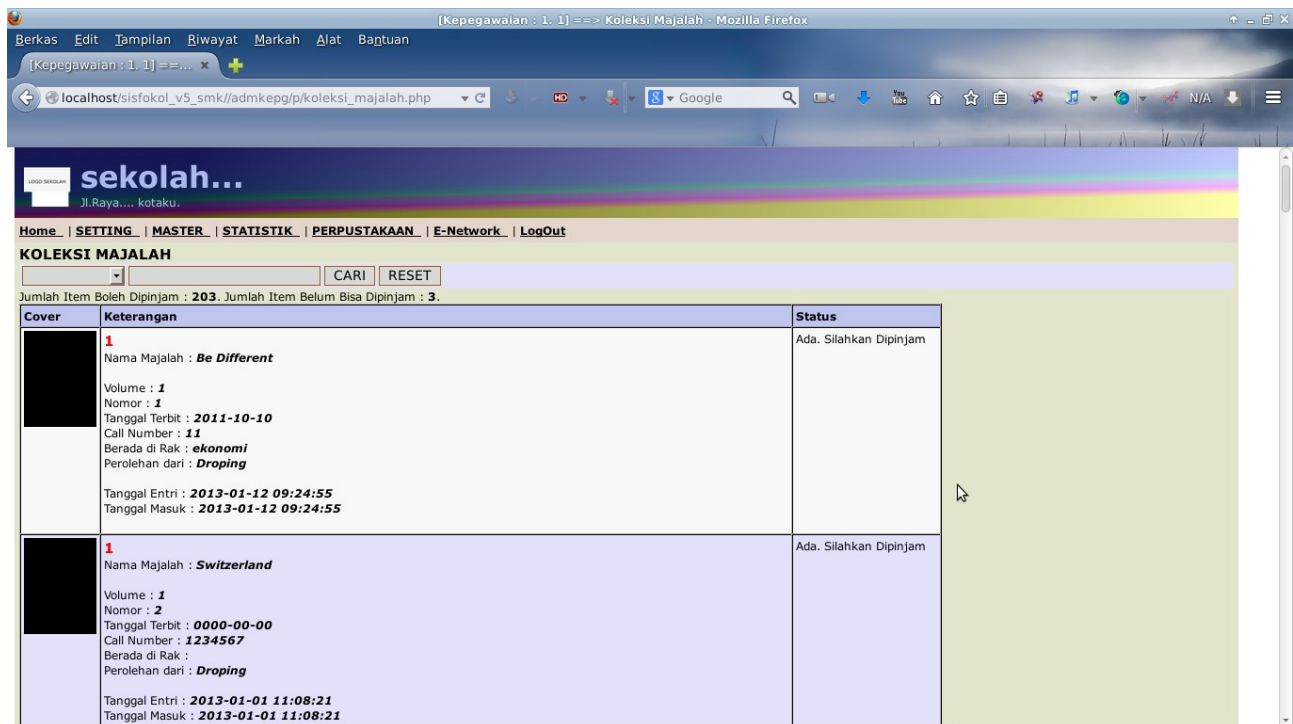 [Kepegawaian : 1. 1] ==> Koleksi Majalah - Mozilla Firefox
Berkas Edit Tampilan Riwayat Markah Alat Bantuan
[Kepegawaian : 1. 1] ==...
localhost/sisfokol_v5_smk//admkepg/p/koleksi_majalah.php HD 8 Google You Tube N/A
LOGO SEKOLAH
sekolah...
Jl.Raya.... kotaku.
Home | SETTING | MASTER | STATISTIK | PERPUSTAKAAN | E-Network | LogOut
KOLEKSI MAJALAH
CARI RESET
Jumlah Item Boleh Dipinjam : 203. Jumlah Item Belum Bisa Dipinjam : 3.
Cover Keterangan Status
1
Ada. Silahkan Dipinjam
Nama Majalah : Be Different
Volume : 1
Nomor : 1
Tanggal Terbit : 2011-10-10
Call Number : 11
Berada di Rak : ekonomi
Perolehan dari : Droping
Tanggal Entri : 2013-01-12 09:24:55
Tanggal Masuk : 2013-01-12 09:24:55
1
Ada. Silahkan Dipinjam
Nama Majalah : Switzerland
Volume : 1
Nomor : 2
Tanggal Terbit : 0000-00-00
Call Number : 1234567
Berada di Rak :
Perolehan dari : Droping
Tanggal Entri : 2013-01-01 11:08:21
Tanggal Masuk : 2013-01-01 11:08:21